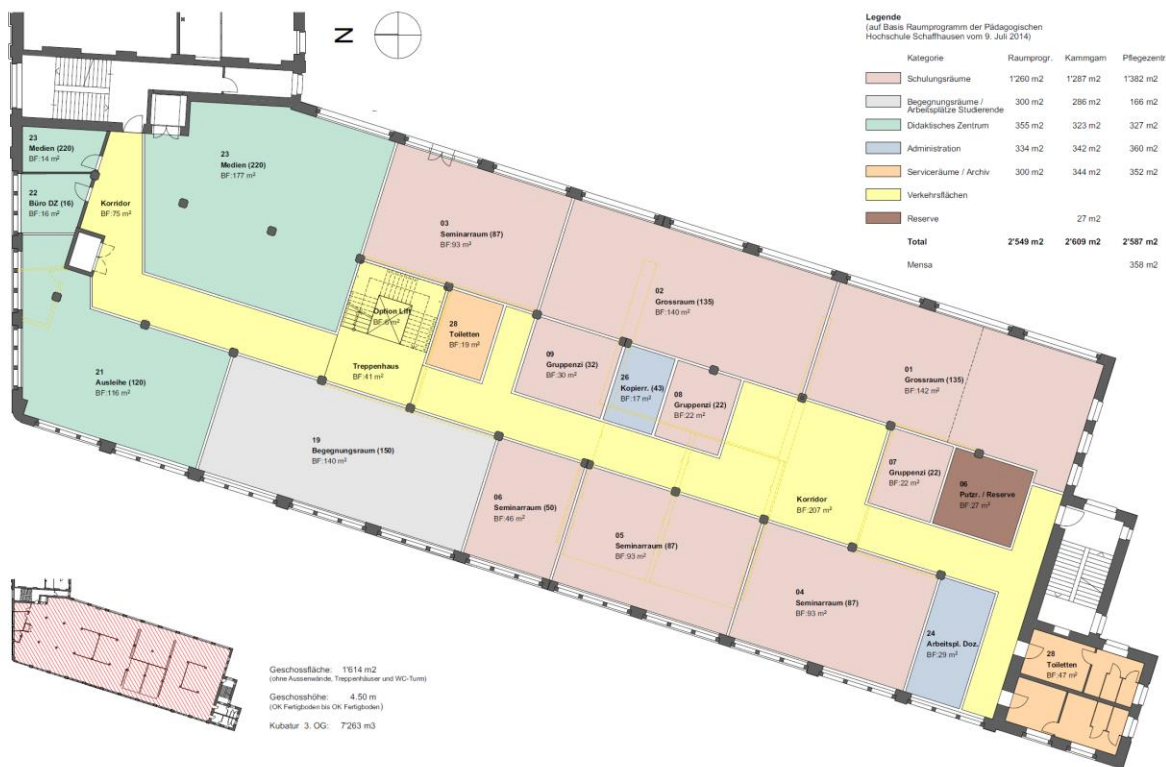 Legende
(auf Basis Raumprogramm der Pädagogischen
Hochschule Schaffhausen vom 9. Juli 2014)
Kategorie Raumprogr. Kammgarn Pflegezentr
Schulungsräume 1'260 m2 1'287 m2 1'382 m2
Begegnungsräume / 300 m2 286 m2 166 m2
Arbeitsplätze Studierende
Didaktisches Zentrum 355 m2 323 m2 327 m2
Administration 334 m2 342 m2 360 m2
Serviceräume / Archiv 300 m2 344 m2 352 m2
Verkehrsflächen
Reserve 27 m2
Total 2'549 m2 2'609 m2 2'587 m2
Mensa 358 m2
N
23
Medien (220)
BF:14 m²
22
Büro DZ (16)
BF:16 m²
Korridor
BF:75 m²
23
Medien (220)
BF:177 m²
03
Seminarraum (87)
BF:93 m²
02
Grossraum (135)
BF:140 m²
01
Grossraum (135)
BF:142 m²
Option Lift
BF:6 m²
28
Toiletten
BF:19 m²
Treppenhaus
BF:41 m²
09
Gruppenzi (32)
BF:30 m²
26
Kopierr. (43)
BF:17 m²
08
Gruppenzi (22)
BF:22 m²
07
Gruppenzi (22)
BF:22 m²
06
Putzr. / Reserve
BF:27 m²
21
Ausleihe (120)
BF:116 m²
19
Begegnungsraum (150)
BF:140 m²
06
Seminarraum (50)
BF:46 m²
05
Seminarraum (87)
BF:93 m²
Korridor
BF:207 m²
04
Seminarraum (87)
BF:93 m²
24
Arbeitspl. Doz.
BF:29 m²
28
Toiletten
BF:47 m²
Geschossfläche: 1'614 m2
(ohne Aussenwände, Treppenhäuser und WC-Turm)
Geschosshöhe: 4.50 m
(OK Fertigboden bis OK Fertigboden)
Kubatur 3. OG: 7'263 m3